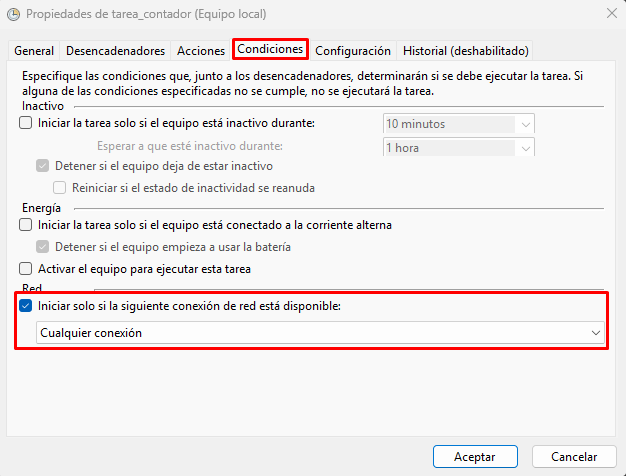 Propiedades de tarea_contador (Equipo local)
General Desencadenadores Acciones Condiciones Configuración Historial (deshabilitado)
Especifique las condiciones que, junto a los desencadenadores, determinarán si se debe ejecutar la tarea. Si
alguna de las condiciones especificadas no se cumple, no se ejecutará la tarea.
Inactivo
Iniciar la tarea solo si el equipo está inactivo durante: 10 minutos
Esperar a que esté inactivo durante: 1 hora
Detener si el equipo deja de estar inactivo
Reiniciar si el estado de inactividad se reanuda
Energía
Iniciar la tarea solo si el equipo está conectado a la corriente alterna
Detener si el equipo empieza a usar la batería
Activar el equipo para ejecutar esta tarea
Red
Iniciar solo si la siguiente conexión de red está disponible:
Cualquier conexión
Aceptar Cancelar